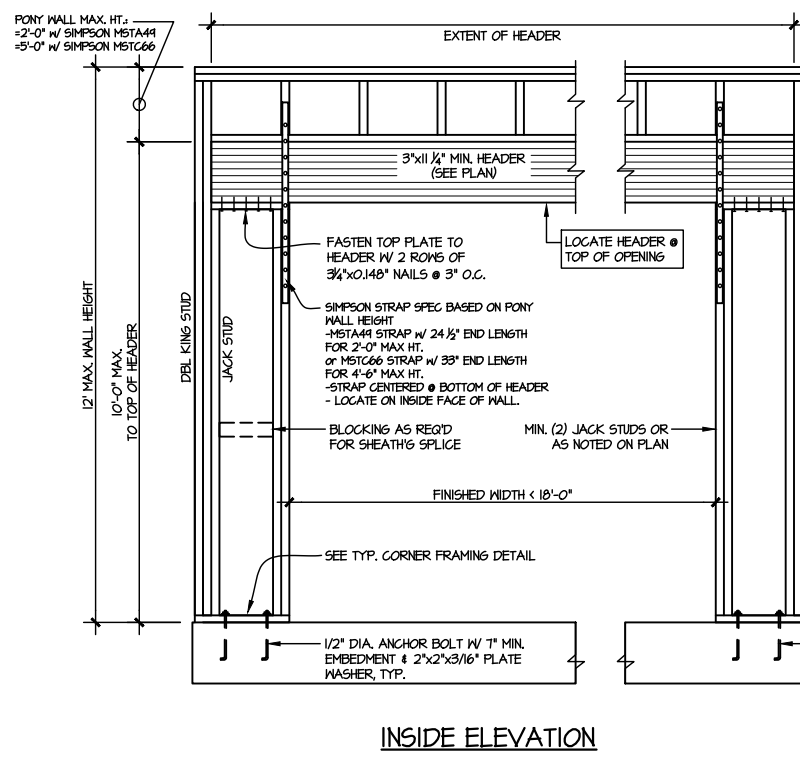 PONY WALL MAX. HT.:
=2'-0" W/ SIMPSON MSTA49
=5'-0" W/ SIMPSON MSTC66
EXTENT OF HEADER
3"x11 ¼" MIN. HEADER
(SEE PLAN)
FASTEN TOP PLATE TO
HEADER W/ 2 ROWS OF
3¼"x0.148" NAILS @ 3" O.C.
LOCATE HEADER @
TOP OF OPENING
SIMPSON STRAP SPEC BASED ON PONY
WALL HEIGHT
-MSTA49 STRAP W/ 24 ½" END LENGTH
FOR 2'-0" MAX HT.
or MSTC66 STRAP W/ 33" END LENGTH
FOR 4'-6" MAX HT.
-STRAP CENTERED @ BOTTOM OF HEADER
- LOCATE ON INSIDE FACE OF WALL.
12' MAX. WALL HEIGHT
10'-0" MAX.
TO TOP OF HEADER
DBL KING STUD
JACK STUD
BLOCKING AS REQ'D
FOR SHEATH'G SPLICE
MIN. (2) JACK STUDS OR
AS NOTED ON PLAN
FINISHED WIDTH < 18'-0"
SEE TYP. CORNER FRAMING DETAIL
1/2" DIA. ANCHOR BOLT W/ 7" MIN.
EMBEDMENT & 2"x2"x3/16" PLATE
WASHER, TYP.
INSIDE ELEVATION